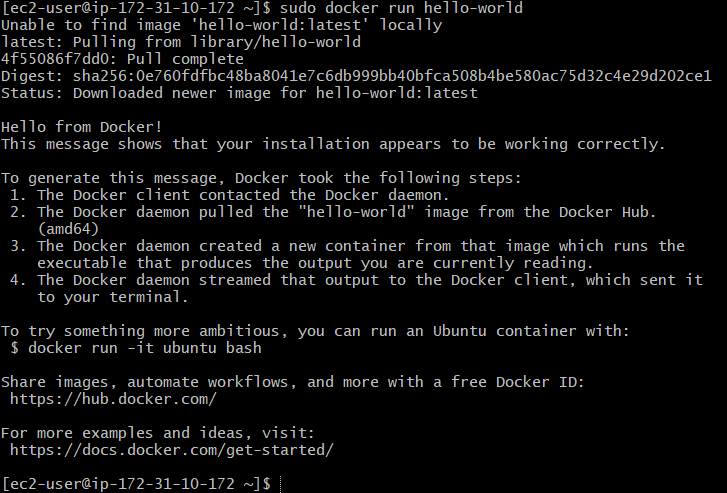 [ec2-user@ip-172-31-10-172 ~]$ sudo docker run hello-world
Unable to find image 'hello-world:latest' locally
latest: Pulling from library/hello-world
4f55086f7dd0: Pull complete
Digest: sha256:0e760fdfbc48ba8041e7c6db999bb40bfca508b4be580ac75d32c4e29d202ce1
Status: Downloaded newer image for hello-world:latest

Hello from Docker!
This message shows that your installation appears to be working correctly.

To generate this message, Docker took the following steps:
 1. The Docker client contacted the Docker daemon.
 2. The Docker daemon pulled the "hello-world" image from the Docker Hub.
    (amd64)
 3. The Docker daemon created a new container from that image which runs the
    executable that produces the output you are currently reading.
 4. The Docker daemon streamed that output to the Docker client, which sent it
    to your terminal.

To try something more ambitious, you can run an Ubuntu container with:
 $ docker run -it ubuntu bash

Share images, automate workflows, and more with a free Docker ID:
 https://hub.docker.com/

For more examples and ideas, visit:
 https://docs.docker.com/get-started/

[ec2-user@ip-172-31-10-172 ~]$